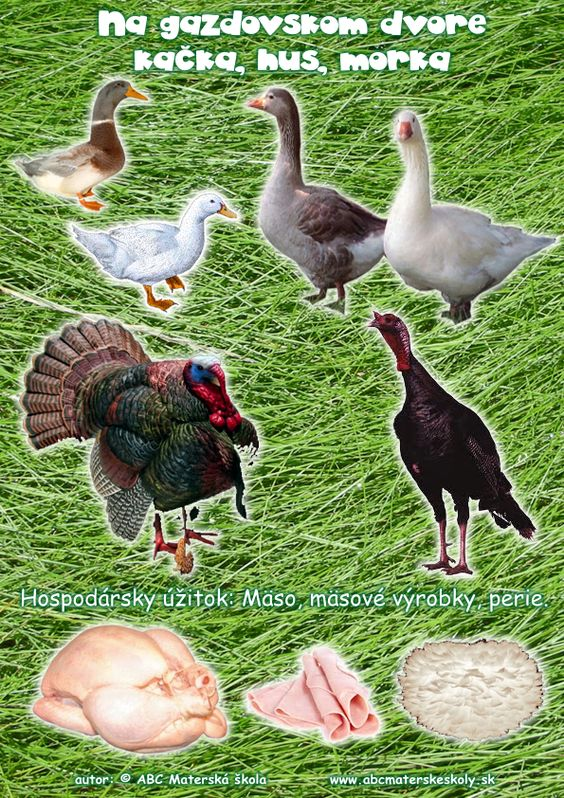 Na gazdovskom dvore
kačka, hus, morka
Hospodársky úžitok: Mäso, mäsové výrobky, perie.
autor: © ABC Materská škola
www.abcmaterskeskoly.sk